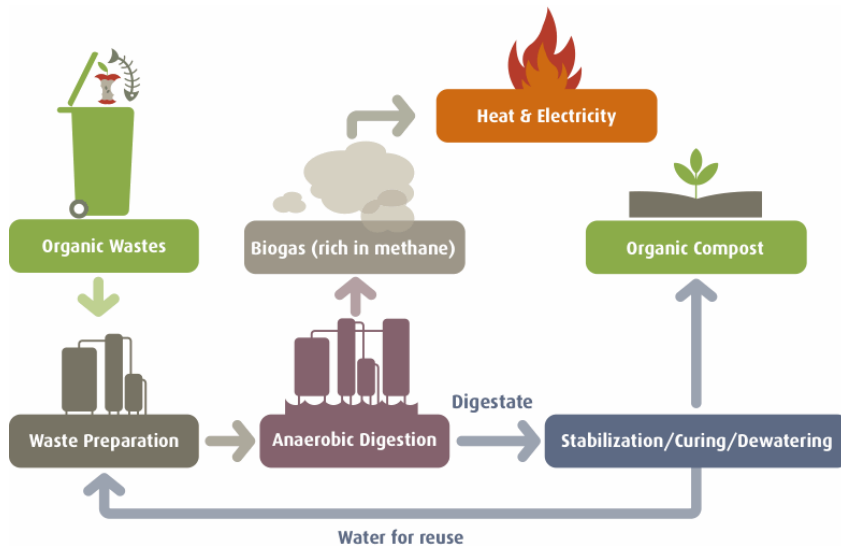 Heat & Electricity
Organic Wastes
Biogas (rich in methane)
Organic Compost
Digestate
Waste Preparation
Anaerobic Digestion
Stabilization/Curing/Dewatering
Water for reuse